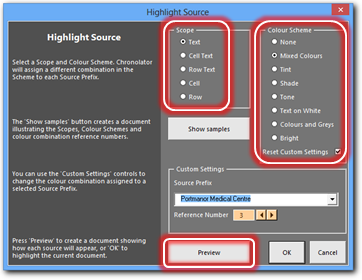 Highlight Source
Highlight Source
Select a Scope and Colour Scheme. Chronolator
will assign a different combination in the
Scheme to each Source Prefix.
The 'Show samples' button creates a document
illustrating the Scopes, Colour Schemes and
colour combination reference numbers.
You can use the 'Custom Settings' controls to
change the colour combination assigned to a
selected Source Prefix.
Press 'Preview' to create a document showing
how each source will appear, or 'OK' to
highlight the current document.
Scope
Text
Cell Text
Row Text
Cell
Row
Show samples
Colour Scheme
None
Mixed Colours
Tint
Shade
Tone
Text on White
Colours and Greys
Bright
Reset Custom Settings
Custom Settings
Source Prefix
Portmanor Medical Centre
Reference Number 3
Preview
OK
Cancel